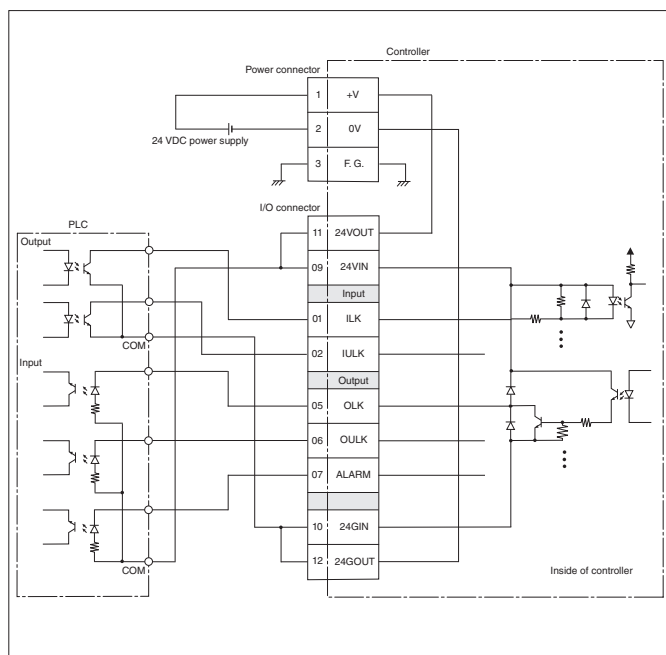 Controller
Power connector
1 +V
2 0V
24 VDC power supply
3 F. G.
I/O connector
PLC
Output
11 24VOUT
09 24VIN
Input
01 ILK
COM
02 IULK
Input
Output
05 OLK
06 OULK
07 ALARM
10 24GIN
COM
12 24GOUT
Inside of controller